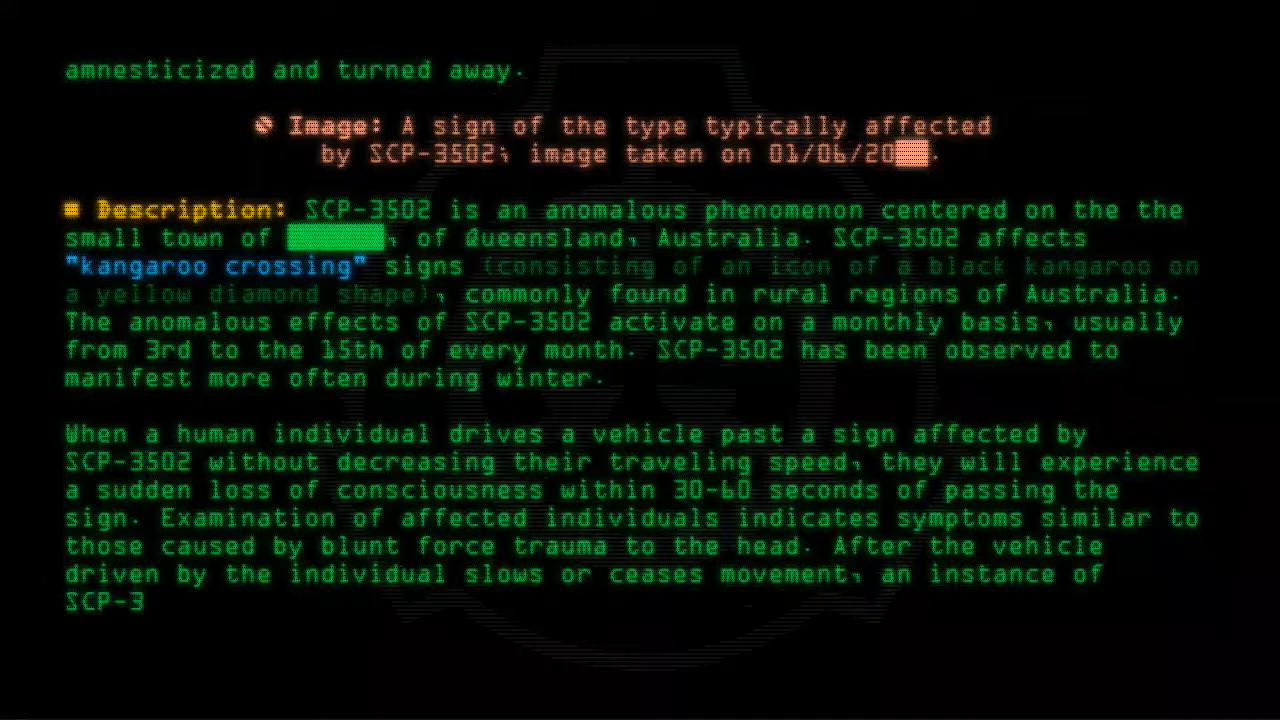 amnesticized and turned away.
Image: A sign of the type typically affected
by SCP-3502; image taken on 01/06/20██.
■ Description: SCP-3502 is an anomalous phenomenon centered on the the
small town of ██████, of Queensland, Australia. SCP-3502 affects
"kangaroo crossing" signs (consisting of an icon of a black kangaroo on
a yellow diamond shape), commonly found in rural regions of Australia.
The anomalous effects of SCP-3502 activate on a monthly basis, usually
from 3rd to the 15th of every month. SCP-3502 has been observed to
manifest more often during winter.
When a human individual drives a vehicle past a sign affected by
SCP-3502 without decreasing their traveling speed, they will experience
a sudden loss of consciousness within 30-60 seconds of passing the
sign. Examination of affected individuals indicates symptoms similar to
those caused by blunt force trauma to the head. After the vehicle
driven by the individual slows or ceases movement, an instance of
SCP-3